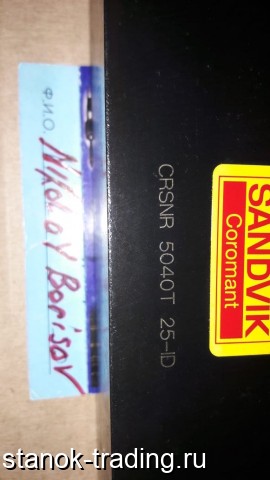 Ф.И.О.
Nikolay Borisov
CRSNR 5040T 25-ID
SANDVIK
Coromant
stanok-trading.ru